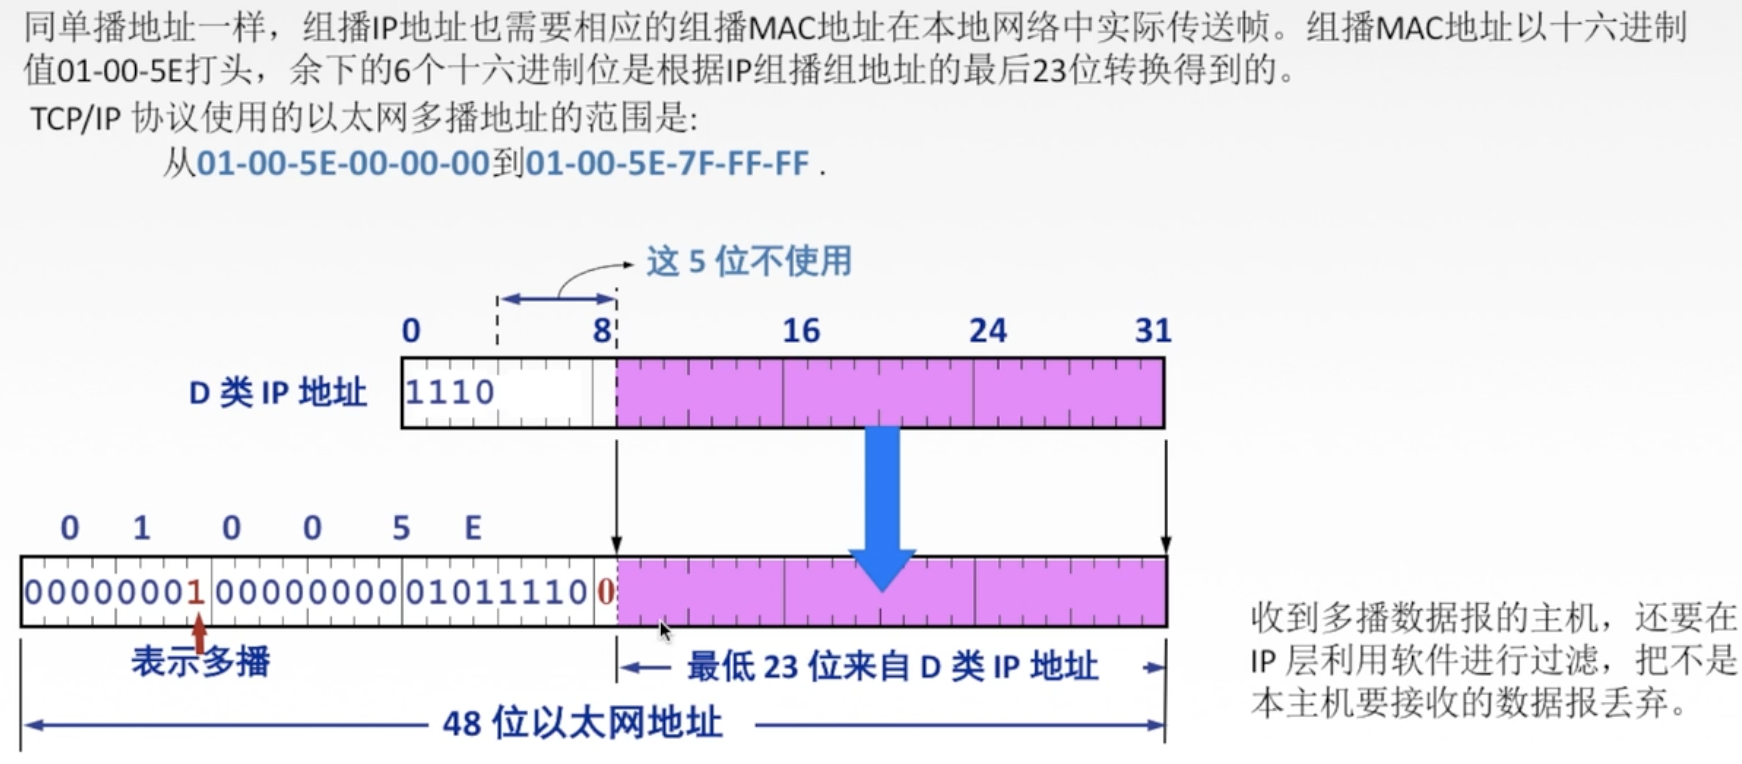 同单播地址一样，组播IP地址也需要相应的组播MAC地址在本地网络中实际传送帧。组播MAC地址以十六进制
值01-00-5E打头，余下的6个十六进制位是根据IP组播组地址的最后23位转换得到的。
TCP/IP 协议使用的以太网多播地址的范围是:
从01-00-5E-00-00-00到01-00-5E-7F-FF-FF .
这 5 位不使用
0 8 16 24 31
D 类 IP 地址 1110
0 1 0 0 5 E
00000001 00000000 01011110 0
表示多播
最低 23 位来自 D 类 IP 地址
48 位以太网地址
收到多播数据报的主机，还要在
IP 层利用软件进行过滤，把不是
本主机要接收的数据报丢弃。